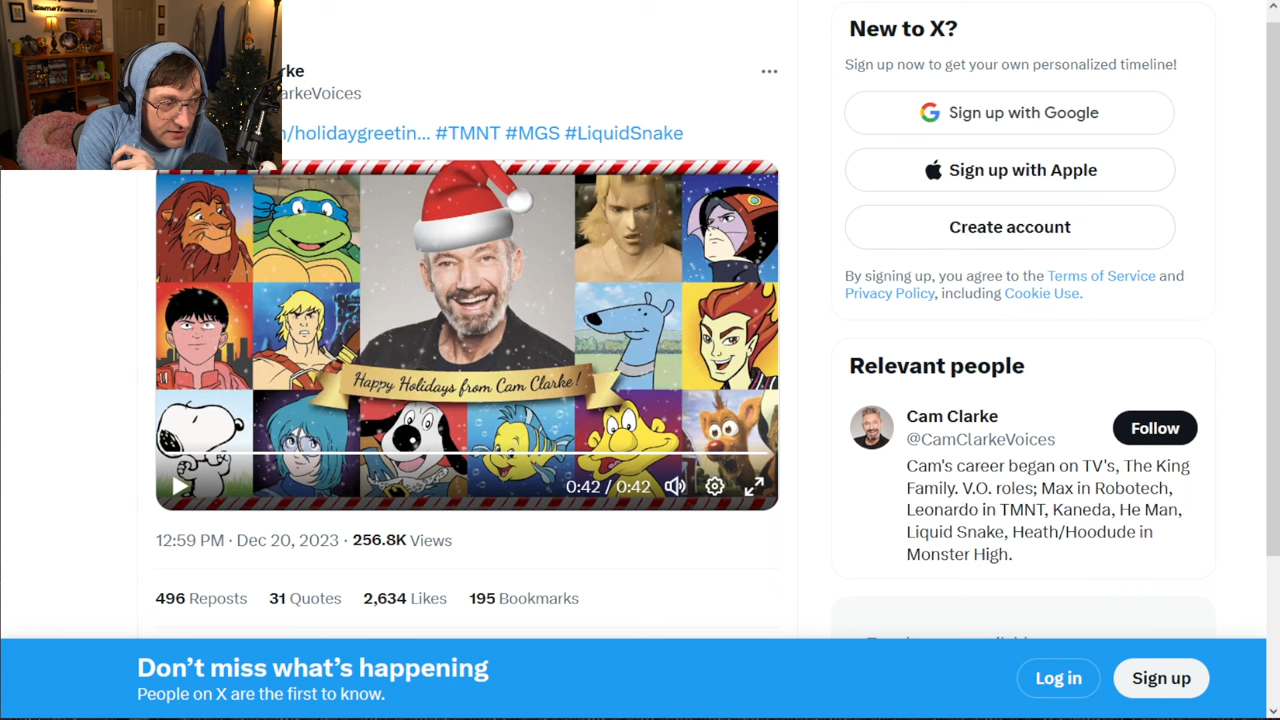 GameTrailers.com
rke
arkeVoices
n/holidaygreetin... #TMNT #MGS #LiquidSnake
Happy Holidays from Cam Clarke!
0:42 / 0:42
12:59 PM · Dec 20, 2023 · 256.8K Views
496 Reposts 31 Quotes 2,634 Likes 195 Bookmarks
New to X?
Sign up now to get your own personalized timeline!
Sign up with Google
Sign up with Apple
Create account
By signing up, you agree to the Terms of Service and
Privacy Policy, including Cookie Use.
Relevant people
Cam Clarke
@CamClarkeVoices
Follow
Cam's career began on TV's, The King
Family. V.O. roles; Max in Robotech,
Leonardo in TMNT, Kaneda, He Man,
Liquid Snake, Heath/Hoodude in
Monster High.
Don't miss what's happening
People on X are the first to know.
Log in
Sign up